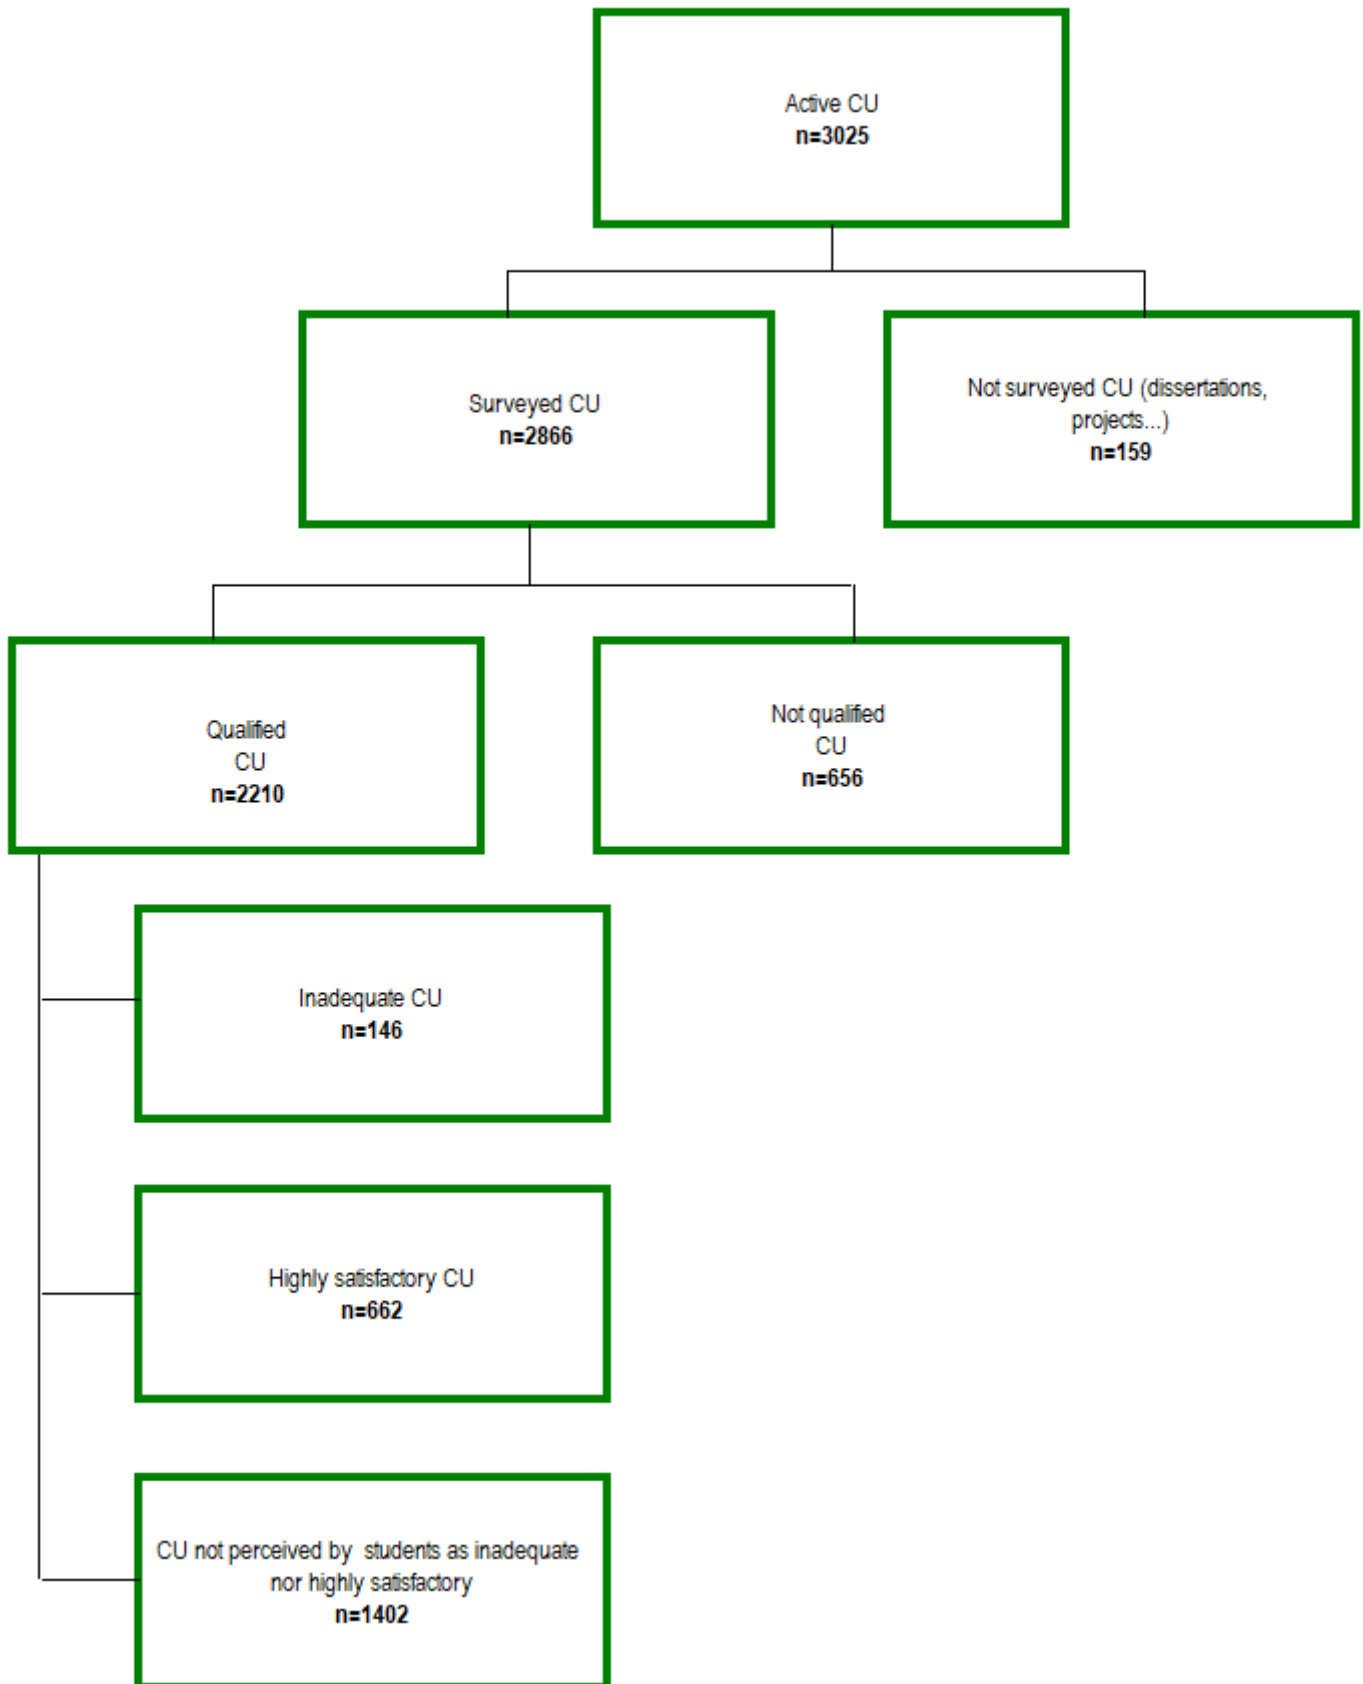 Active CU
n=3025
Surveyed CU
n=2866
Not surveyed CU (dissertations,
projects...)
n=159
Qualified
CU
n=2210
Not qualified
CU
n=656
Inadequate CU
n=146
Highly satisfactory CU
n=662
CU not perceived by  students as inadequate
nor highly satisfactory
n=1402